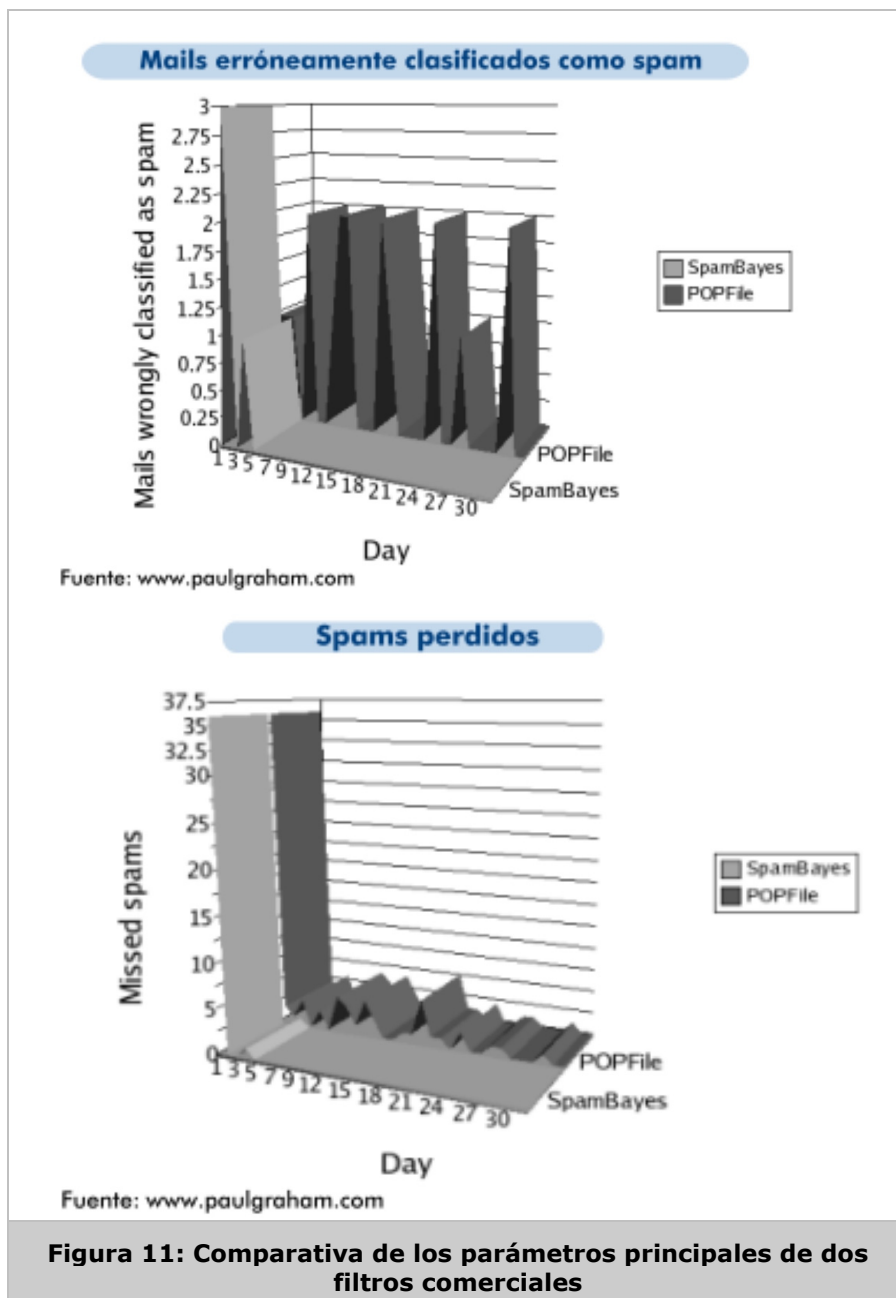 Mails erróneamente clasificados como spam
Mails wrongly classified as spam
3
2.75
2.5
2.25
2
1.75
1.5
1.25
1
0.75
0.5
0.25
0
1 3 5 7 9 12 15 18 21 24 27 30
POPFile
SpamBayes
Day
SpamBayes
POPFile
Fuente: www.paulgraham.com
Spams perdidos
Missed spams
37.5
35
32.5
30
25
20
15
10
5
0
1 3 5 7 9 12 15 18 21 24 27 30
POPFile
SpamBayes
Day
SpamBayes
POPFile
Fuente: www.paulgraham.com
Figura 11: Comparativa de los parámetros principales de dos
filtros comerciales